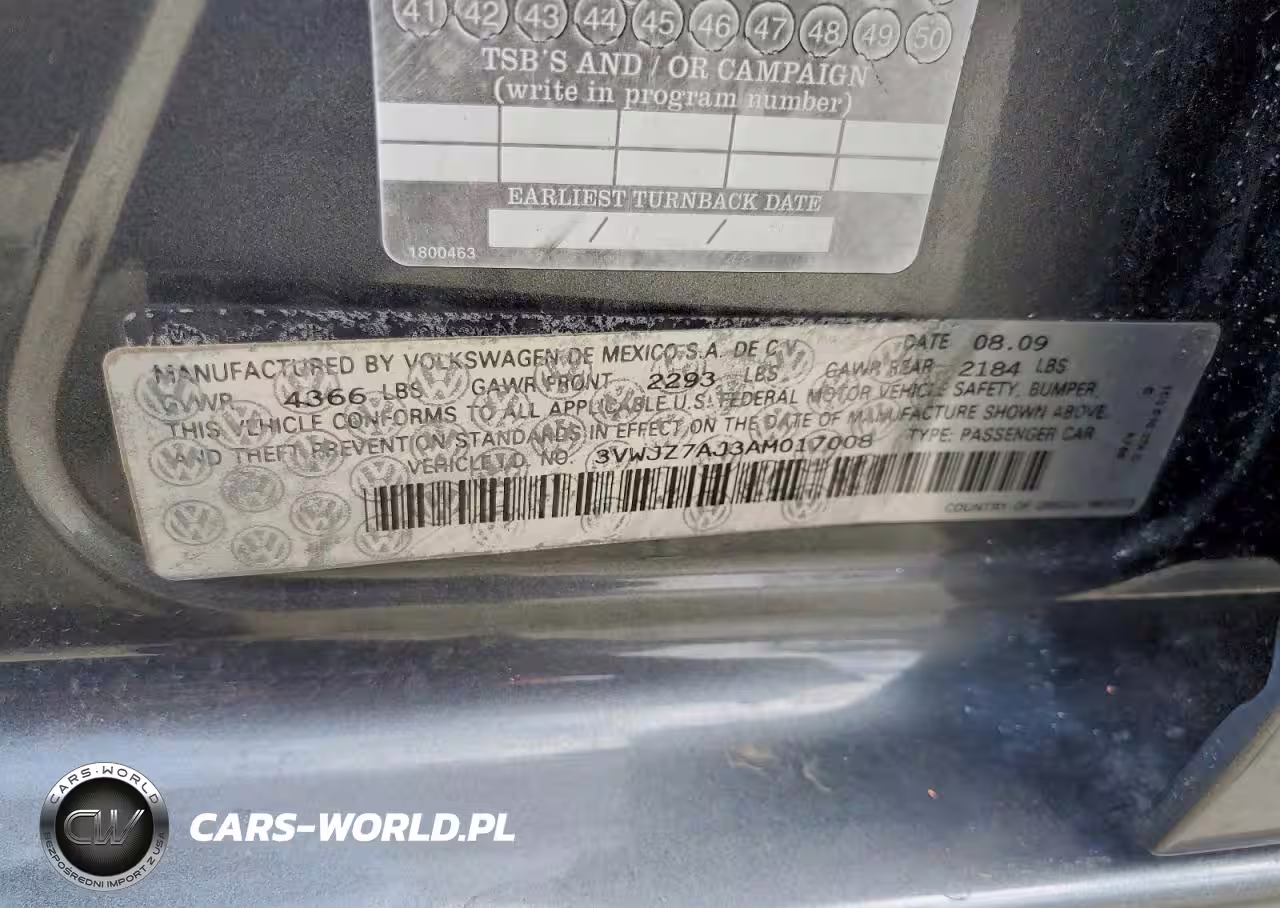 41 42 43 44 45 46 47 48 49 50
TSB'S AND / OR CAMPAIGN
(write in program number)
EARLIEST TURNBACK DATE
/ /
1800463
MANUFACTURED BY VOLKSWAGEN DE MEXICO S.A. DE C.V. DATE 08.09
GVWR 4366 LBS GAWR FRONT 2293 LBS GAWR REAR 2184 LBS
THIS VEHICLE CONFORMS TO ALL APPLICABLE U.S. FEDERAL MOTOR VEHICLE SAFETY, BUMPER,
AND THEFT PREVENTION STANDARDS IN EFFECT ON THE DATE OF MANUFACTURE SHOWN ABOVE.
VEHICLE I.D. NO. 3VWJZ7AJ3AM017008 TYPE: PASSENGER CAR
COUNTRY OF
CARS-WORLD
CW
BEZPOŚREDNI IMPORT Z USA
CARS-WORLD.PL